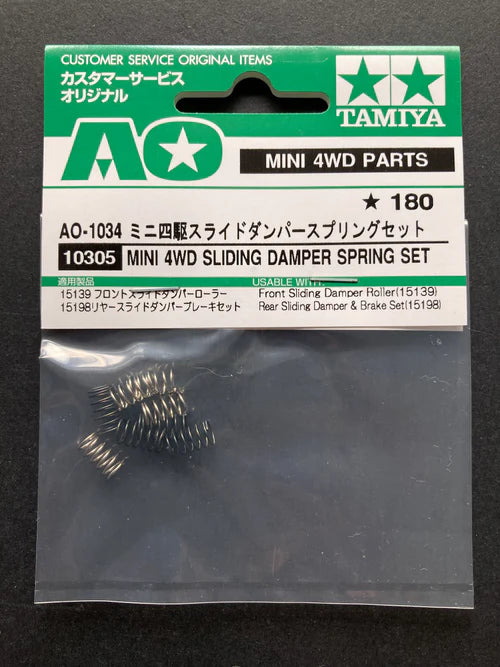 CUSTOMER SERVICE ORIGINAL ITEMS
カスタマーサービス
オリジナル
TAMIYA
AO
MINI 4WD PARTS
★ 180
AO-1034 ミニ四駆スライドダンパースプリングセット
10305 MINI 4WD SLIDING DAMPER SPRING SET
適用製品
15139 フロントスライドダンパーローラー
15198リヤースライドダンパーブレーキセット
USABLE WITH:
Front Sliding Damper Roller(15139)
Rear Sliding Damper & Brake Set(15198)